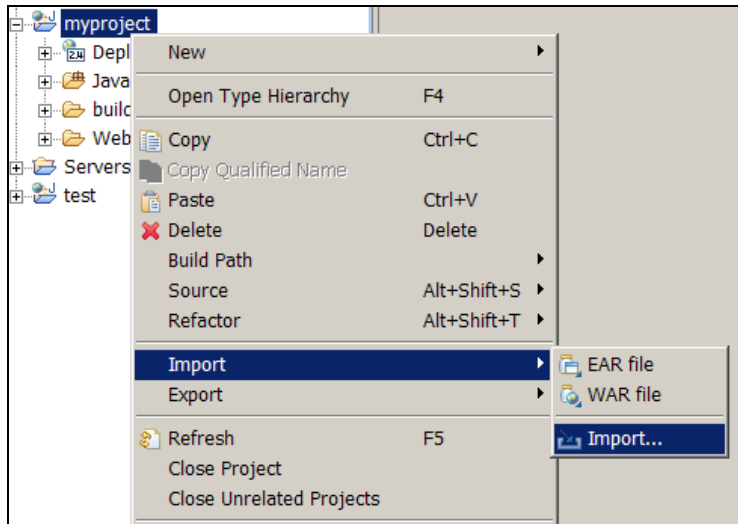 myproject
Depl
New
Java
Open Type Hierarchy F4
build
Web
Copy Ctrl+C
Servers
Copy Qualified Name
test
Paste Ctrl+V
Delete Delete
Build Path
Source Alt+Shift+S
Refactor Alt+Shift+T
Import
EAR file
Export
WAR file
Refresh F5
Import...
Close Project
Close Unrelated Projects